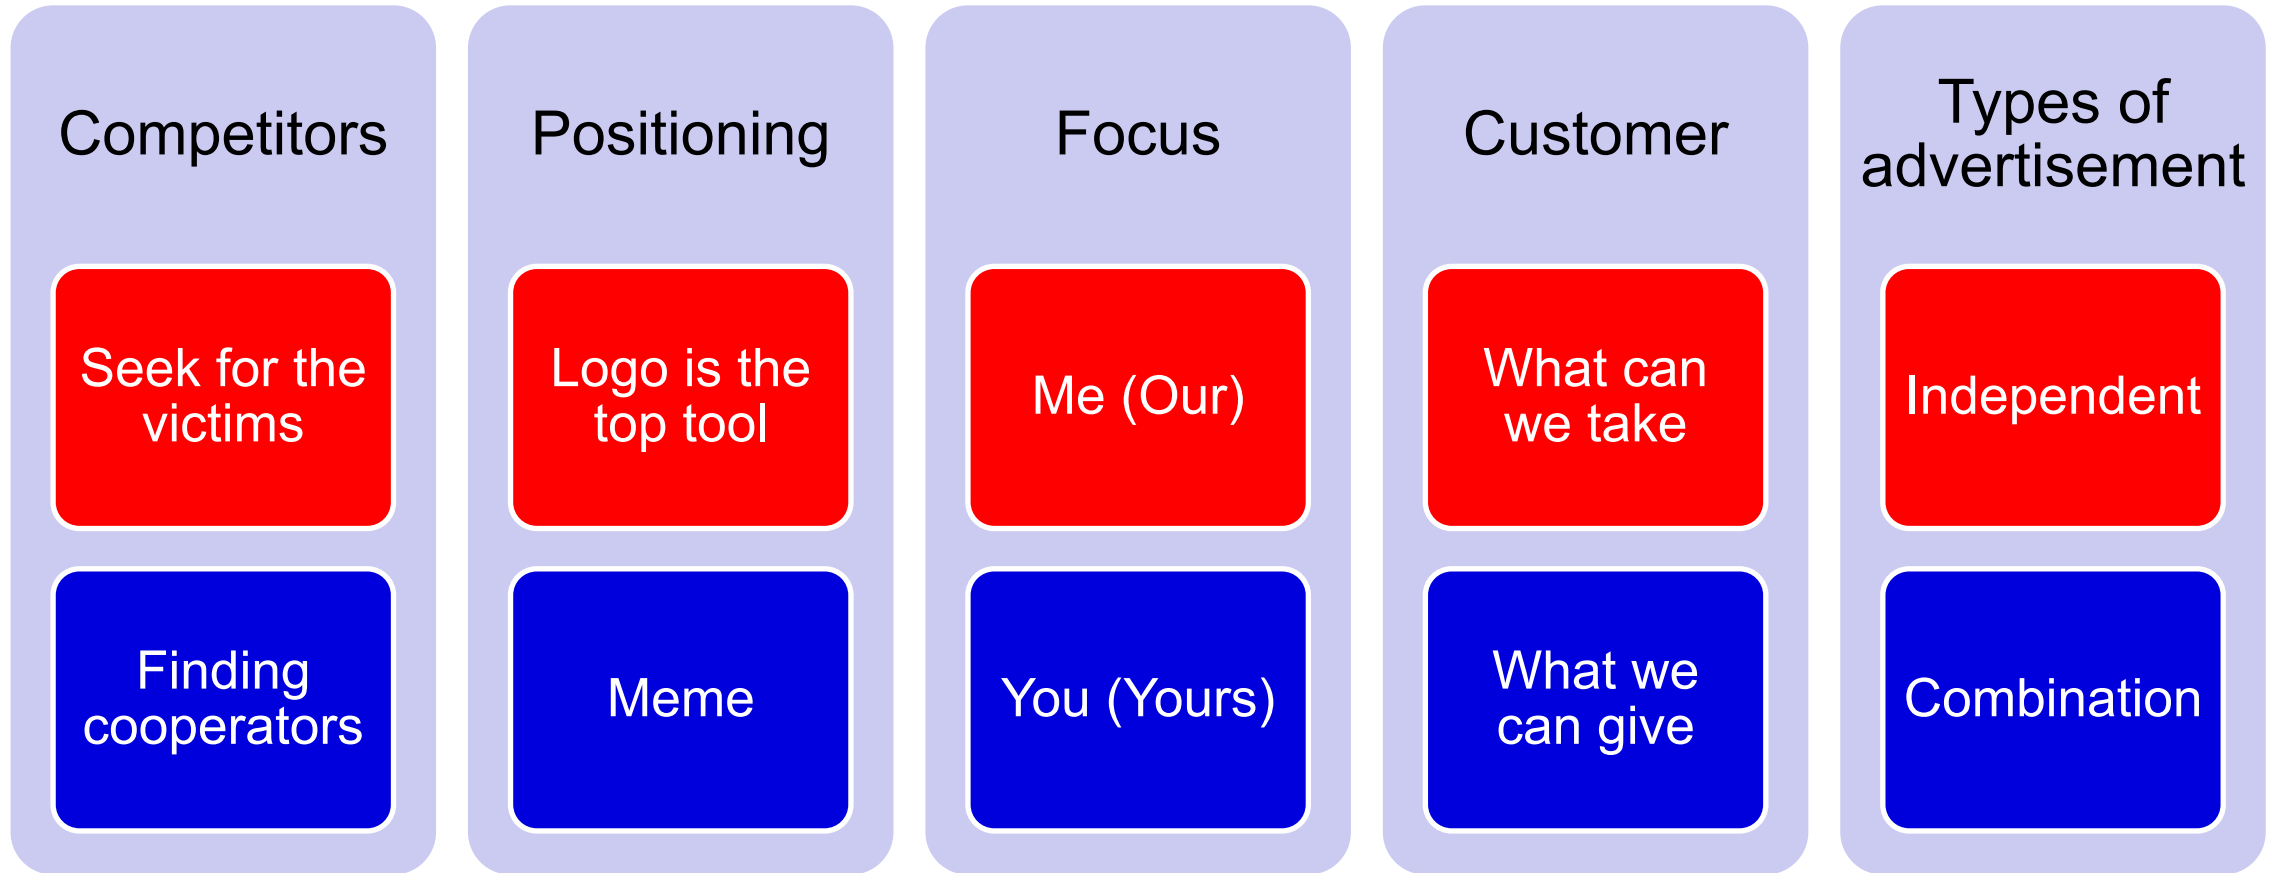 Competitors
Seek for the
victims
Finding
cooperators
Positioning
Logo is the
top tool
Meme
Focus
Me (Our)
You (Yours)
Customer
What can
we take
What we
can give
Types of
advertisement
Independent
Combination